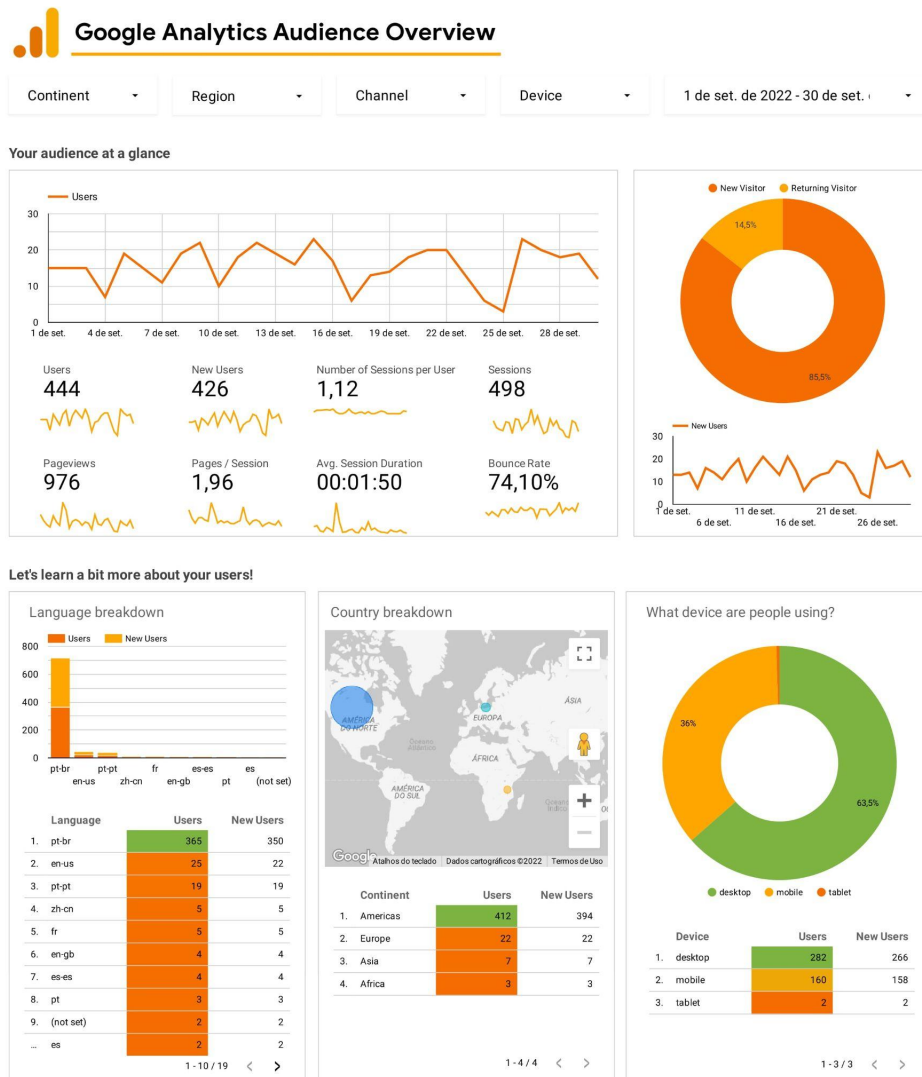 Google Analytics Audience Overview
Continent Region Channel Device 1 de set. de 2022 - 30 de set.
Your audience at a glance
Users
30
20
10
0
1 de set. 4 de set. 7 de set. 10 de set. 13 de set. 16 de set. 19 de set. 22 de set. 25 de set. 28 de set.
Users New Users Number of Sessions per User Sessions
444 426 1,12 498
Pageviews Pages / Session Avg. Session Duration Bounce Rate
976 1,96 00:01:50 74,10%
New Visitor Returning Visitor
14,5%
85,5%
New Users
30
20
10
0
1 de set. 11 de set. 21 de set.
6 de set. 16 de set. 26 de set.
Let's learn a bit more about your users!
Language breakdown
Users New Users
800
600
400
200
0
pt-br pt-pt fr es-es es
en-us zh-cn en-gb pt (not set)
Language Users New Users
1. pt-br 365 350
2. en-us 25 22
3. pt-pt 19 19
4. zh-cn 5 5
5. fr 5 5
6. en-gb 4 4
7. es-es 4 4
8. pt 3 3
9. (not set) 2 2
... es 2 2
1 - 10 / 19
Country breakdown
ÁSIA
AMÉRICA
DO NORTE
EUROPA
Oceano
Atlântico
ÁFRICA
AMÉRICA
DO SUL
Oceano
Índico
Google Atalhos do teclado Dados cartográficos ©2022 Termos de Uso
Continent Users New Users
1. Americas 412 394
2. Europe 22 22
3. Asia 7 7
4. Africa 3 3
1 - 4 / 4
What device are people using?
36%
63,5%
desktop mobile tablet
Device Users New Users
1. desktop 282 266
2. mobile 160 158
3. tablet 2 2
1 - 3 / 3